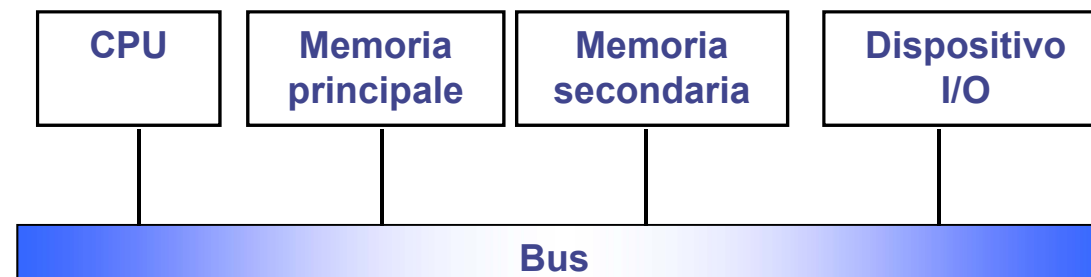 CPU
Memoria
principale
Memoria
secondaria
Dispositivo
I/O
Bus